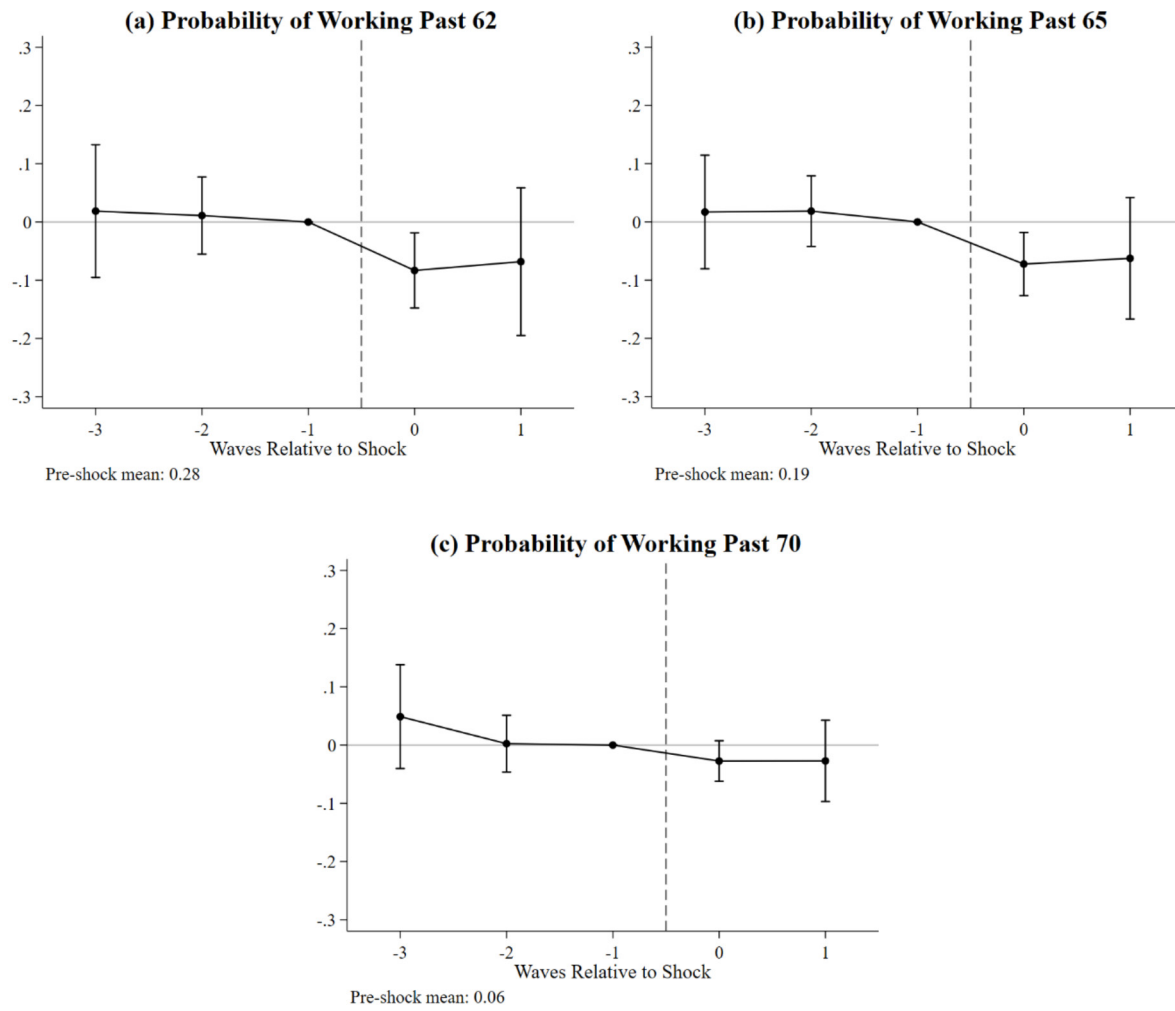 (a) Probability of Working Past 62
.3
.2
.1
0
-.1
-.2
-.3
-3 -2 -1 0 1
Waves Relative to Shock
Pre-shock mean: 0.28
(b) Probability of Working Past 65
.3
.2
.1
0
-.1
-.2
-.3
-3 -2 -1 0 1
Waves Relative to Shock
Pre-shock mean: 0.19
(c) Probability of Working Past 70
.3
.2
.1
0
-.1
-.2
-.3
-3 -2 -1 0 1
Waves Relative to Shock
Pre-shock mean: 0.06